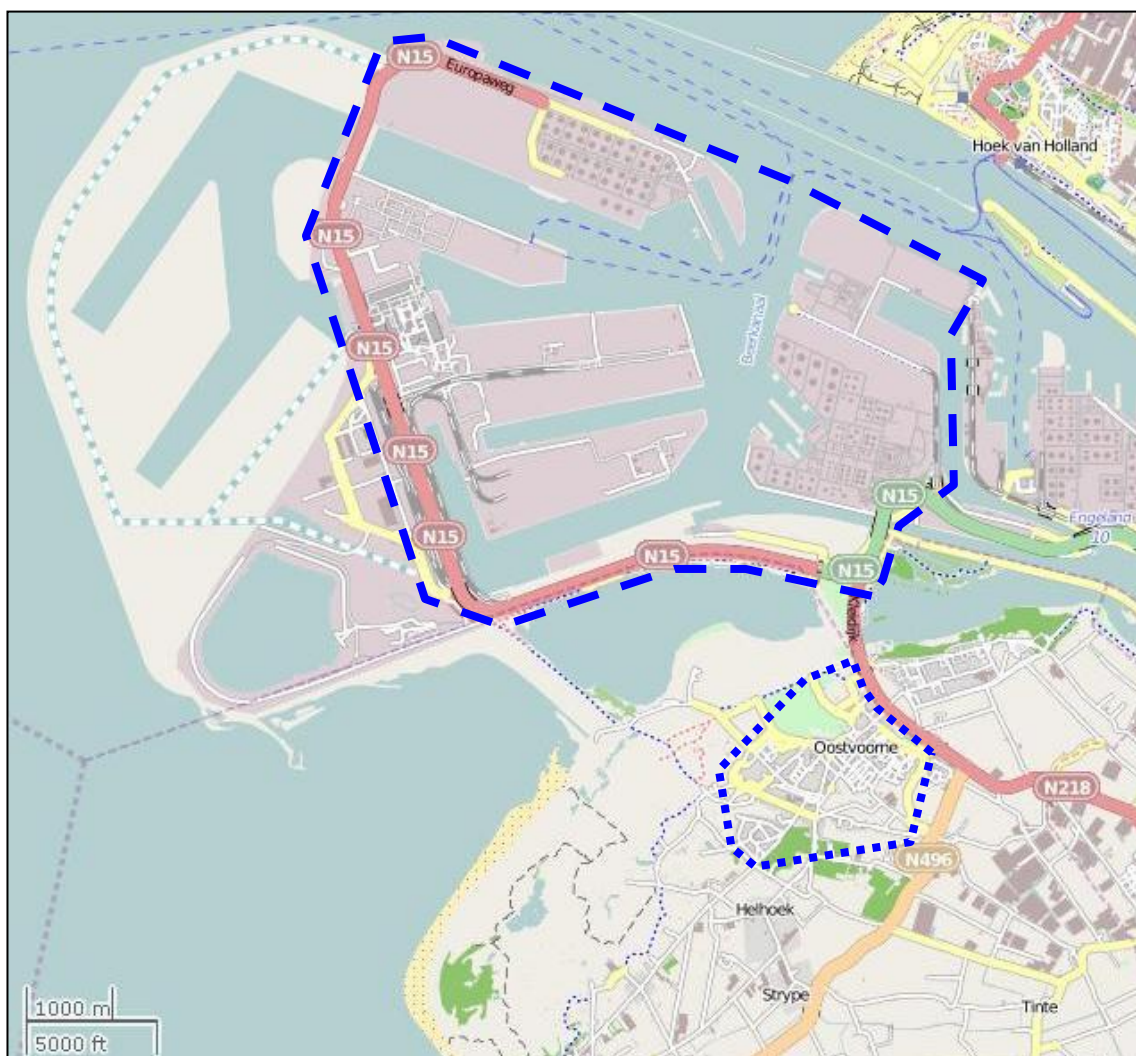 N15
Europaweg
Hoek van Holland
N15
Beerkanaal
N15
N15
N15
N15
Engeland
10
N15
N15
Kleidijk
Oostvoorne
N218
N496
Helhoek
Strype
Tinte
1000 m
5000 ft